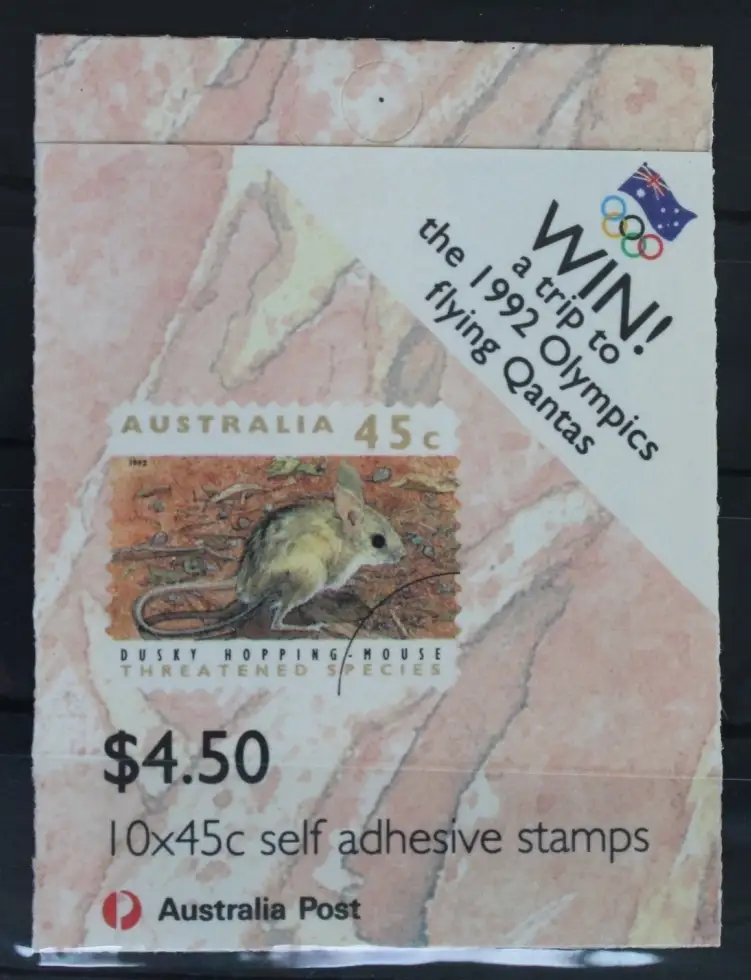 WIN!
a trip to
the 1992 Olympics
flying Qantas
AUSTRALIA 45c
1992
DUSKY HOPPING-MOUSE
THREATENED SPECIES
$4.50
10x45c self adhesive stamps
Australia Post